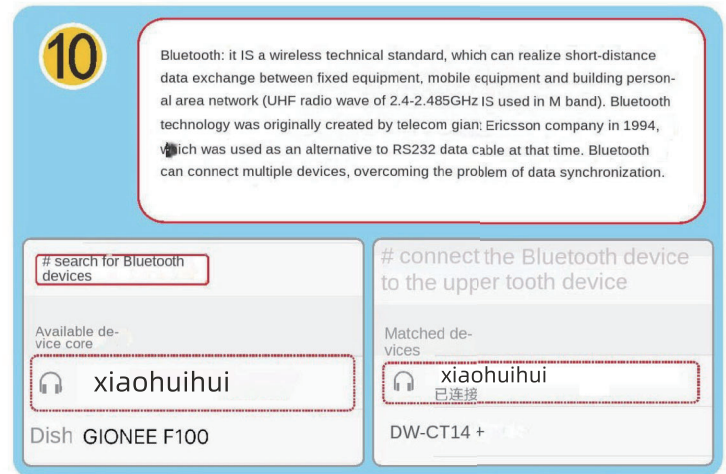 10
Bluetooth: it IS a wireless technical standard, which can realize short-distance
data exchange between fixed equipment, mobile equipment and building person-
al area network (UHF radio wave of 2.4-2.485GHz IS used in M band). Bluetooth
technology was originally created by telecom giant Ericsson company in 1994,
which was used as an alternative to RS232 data cable at that time. Bluetooth
can connect multiple devices, overcoming the problem of data synchronization.
# search for Bluetooth
devices
Available de-
vice core
xiaohuihui
Dish GIONEE F100
# connect the Bluetooth device
to the upper tooth device
Matched de-
vices
xiaohuihui
已连接
DW-CT14 +